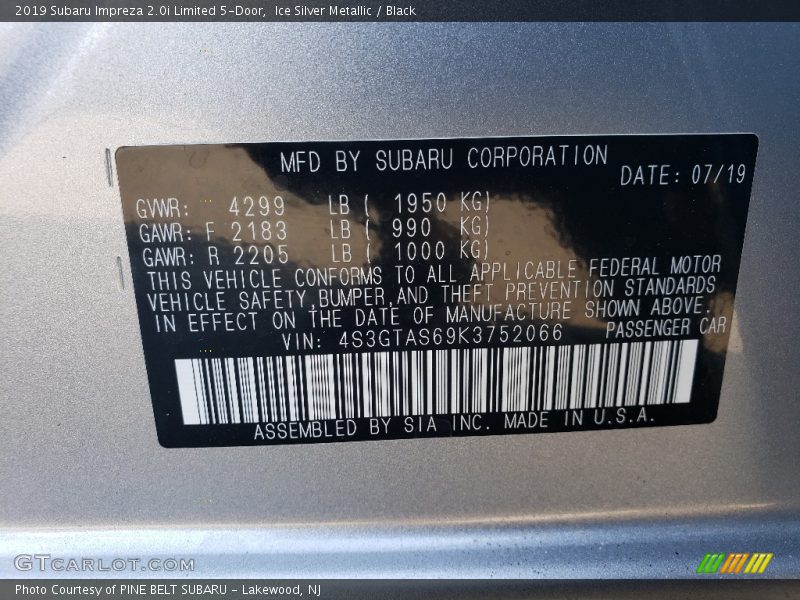 2019 Subaru Impreza 2.0i Limited 5-Door,  Ice Silver Metallic / Black
MFD BY SUBARU CORPORATION
DATE: 07/19
GVWR: 4299 LB ( 1950 KG)
GAWR: F 2183 LB ( 990 KG)
GAWR: R 2205 LB ( 1000 KG)
THIS VEHICLE CONFORMS TO ALL APPLICABLE FEDERAL MOTOR
VEHICLE SAFETY,BUMPER,AND THEFT PREVENTION STANDARDS
IN EFFECT ON THE DATE OF MANUFACTURE SHOWN ABOVE.
VIN: 4S3GTAS69K3752066 PASSENGER CAR
ASSEMBLED BY SIA INC. MADE IN U.S.A.
GTCARLOT.COM
Photo Courtesy of PINE BELT SUBARU - Lakewood, NJ